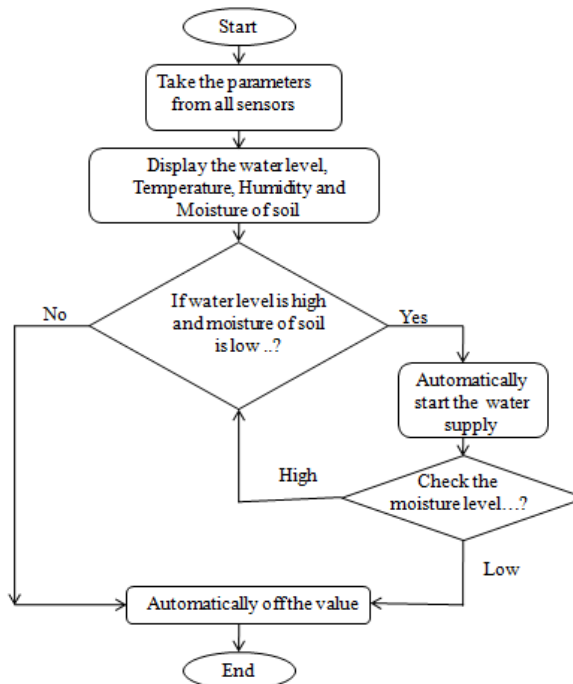 Start
Take the parameters
from all sensors
Display the water level,
Temperature, Humidity and
Moisture of soil
If water level is high
and moisture of soil
is low ..?
No
Yes
Automatically
start the water
supply
Check the
moisture level...?
High
Low
Automatically off the value
End